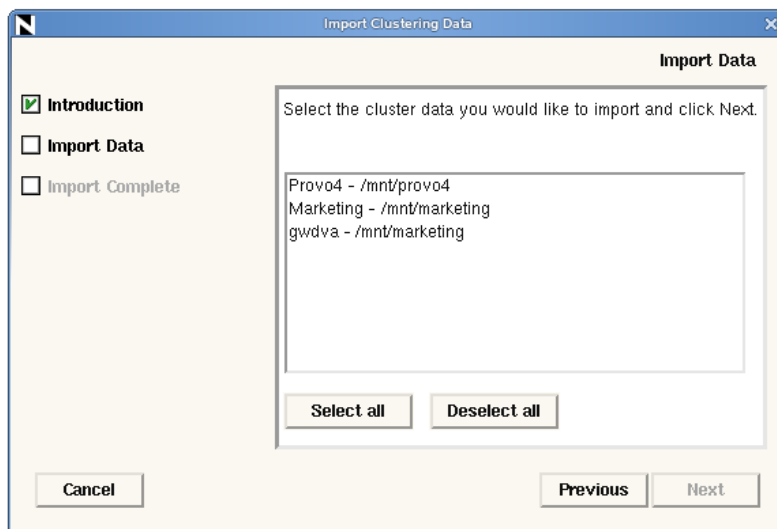 Import Clustering Data
Import Data
Introduction
Import Data
Import Complete
Select the cluster data you would like to import and click Next.
Provo4 - /mnt/provo4
Marketing - /mnt/marketing
gwdva - /mnt/marketing
Select all
Deselect all
Cancel
Previous
Next